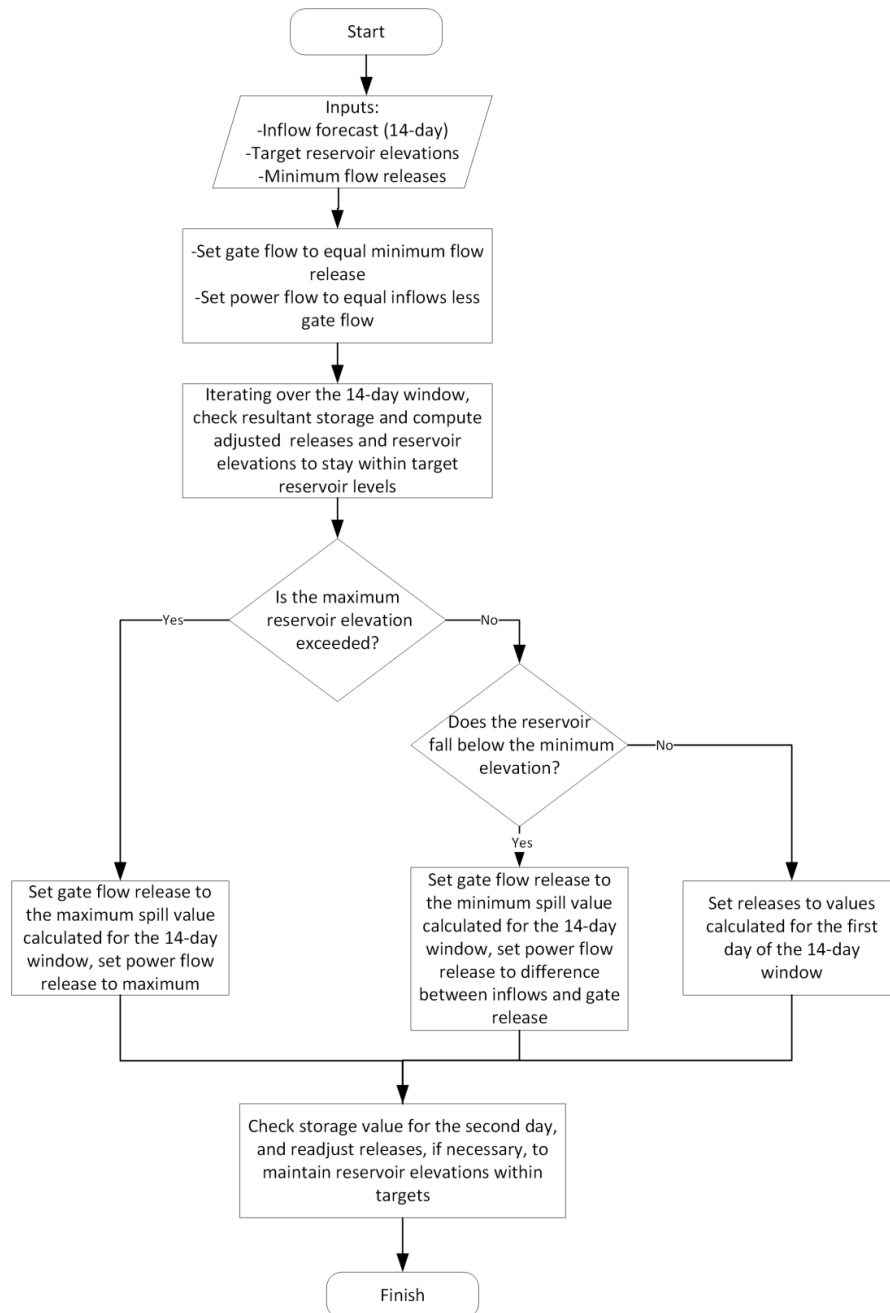 Start
Inputs:
-Inflow forecast (14-day)
-Target reservoir elevations
-Minimum flow releases
-Set gate flow to equal minimum flow
release
-Set power flow to equal inflows less
gate flow
Iterating over the 14-day window,
check resultant storage and compute
adjusted releases and reservoir
elevations to stay within target
reservoir levels
Is the maximum
reservoir elevation
exceeded?
Yes
No
Does the reservoir
fall below the minimum
elevation?
No
Yes
Set gate flow release to
the maximum spill value
calculated for the 14-day
window, set power flow
release to maximum
Set gate flow release to
the minimum spill value
calculated for the 14-day
window, set power flow
release to difference
between inflows and gate
release
Set releases to values
calculated for the first
day of the 14-day
window
Check storage value for the second day,
and readjust releases, if necessary, to
maintain reservoir elevations within
targets
Finish